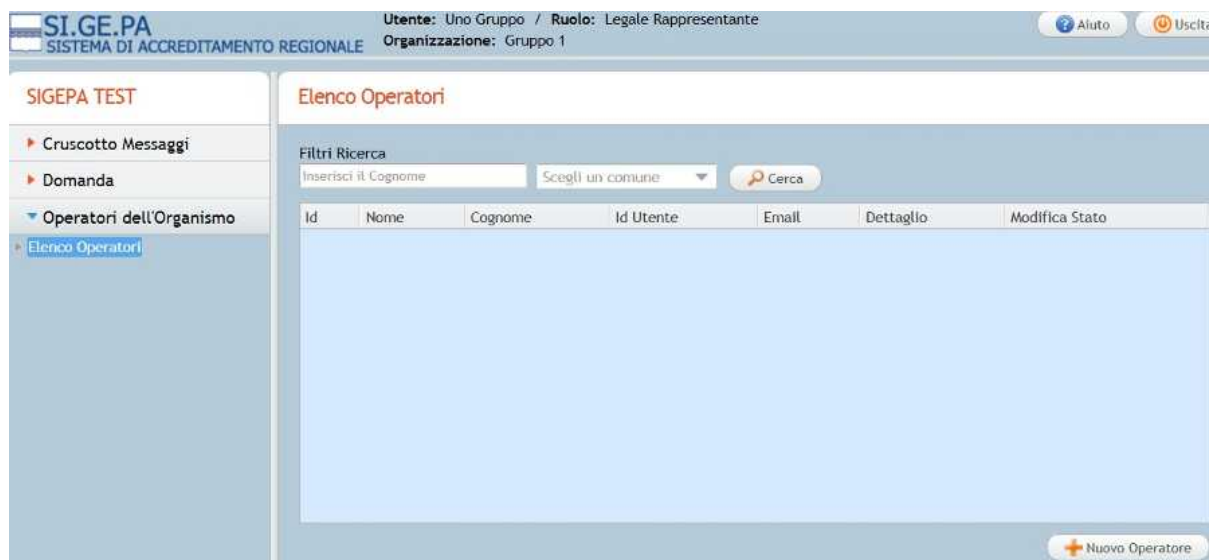 SI.GE.PA
SISTEMA DI ACCREDITAMENTO REGIONALE
Utente: Uno Gruppo / Ruolo: Legale Rappresentante
Organizzazione: Gruppo 1
Aiuto
Uscita
SIGEPA TEST
Cruscotto Messaggi
Domanda
Operatori dell'Organismo
Elenco Operatori
Elenco Operatori
Filtri Ricerca
Inserisci il Cognome Scegli un comune Cerca
Id Nome Cognome Id Utente Email Dettaglio Modifica Stato
Nuovo Operatore